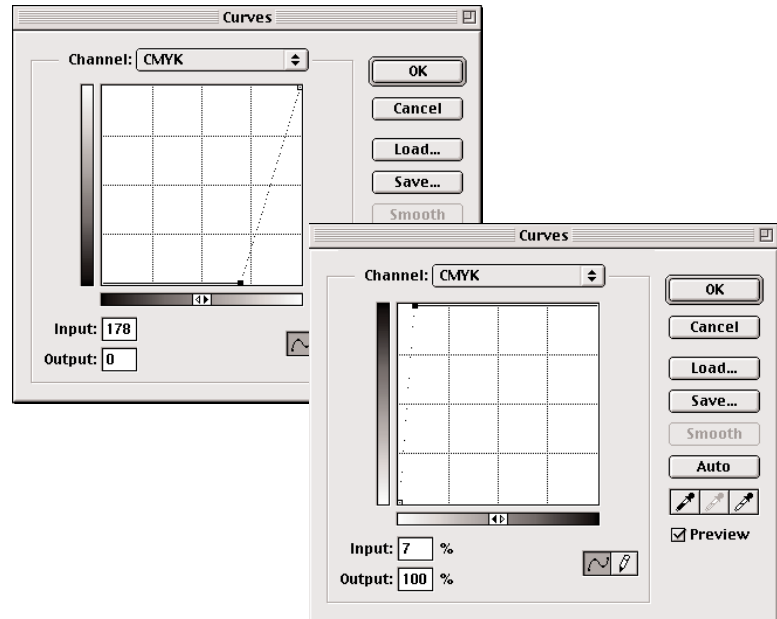 Curves
Channel: CMYK
OK
Cancel
Load...
Save...
Smooth
Input: 178
Output: 0
Curves
Channel: CMYK
OK
Cancel
Load...
Save...
Smooth
Auto
Input: 7 %
Output: 100 %
Preview